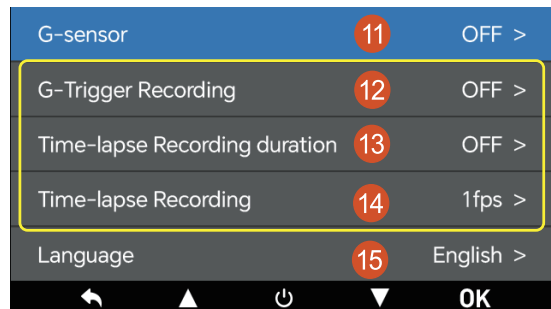 G-sensor 11 OFF >
G-Trigger Recording 12 OFF >
Time-lapse Recording duration 13 OFF >
Time-lapse Recording 14 1fps >
Language 15 English >
OK